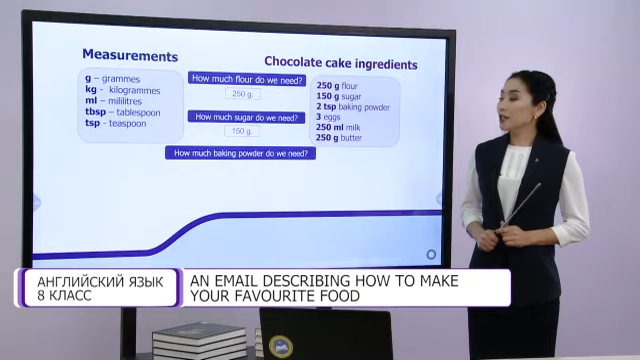 Measurements
g – grammes
kg - kilogrammes
ml – mililitres
tbsp – tablespoon
tsp - teaspoon
How much flour do we need?
250 g.
How much sugar do we need?
150 g.
How much baking powder do we need?
Chocolate cake ingredients
250 g flour
150 g sugar
2 tsp baking powder
3 eggs
250 ml milk
250 g butter
АНГЛИЙСКИЙ ЯЗЫК
8 КЛАСС
AN EMAIL DESCRIBING HOW TO MAKE
YOUR FAVOURITE FOOD